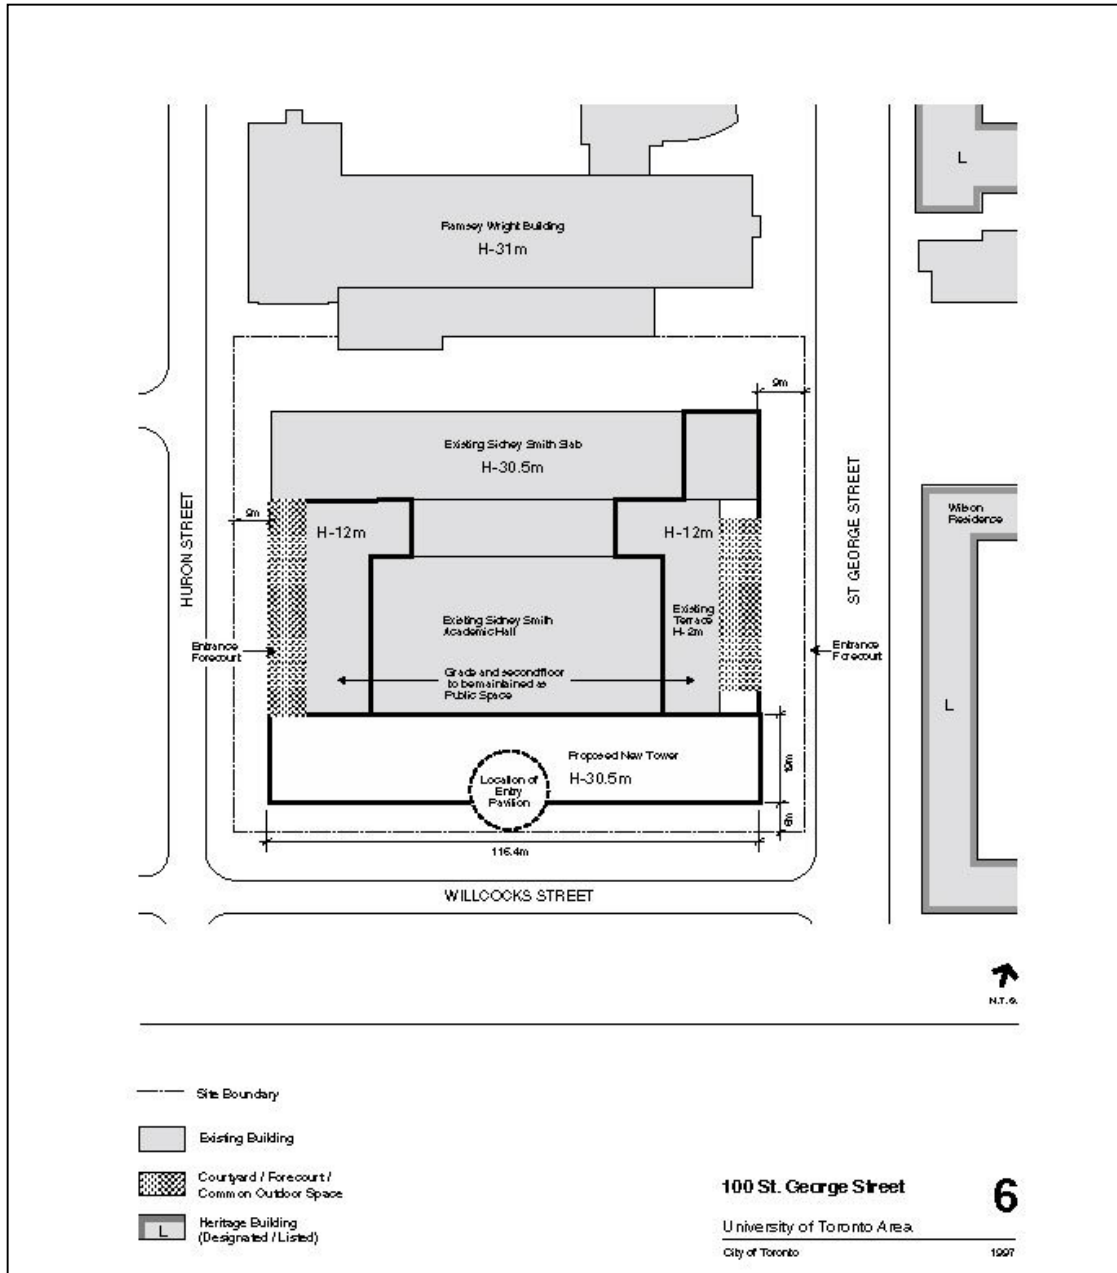 L
Ramsey Wright Building
H-31m
9m
Existing Sidney Smith Slab
H-30.5m
HURON STREET
ST GEORGE STREET
9m
H-12m
H-12m
Wilson
Residence
Existing Sidney Smith
Academic Hall
Existing
Terrace
H-2m
Entrance
Forecourt
Entrance
Forecourt
Grade and second floor
to be maintained as
Public Space
L
Proposed New Tower
H-30.5m
Location of
Entry
Pavilion
19m
6m
116.4m
WILLCOCKS STREET
N.T.S.
Site Boundary
Existing Building
Courtyard / Forecourt /
Common Outdoor Space
L
Heritage Building
(Designated / Listed)
100 St. George Street
6
University of Toronto Area
City of Toronto
1997